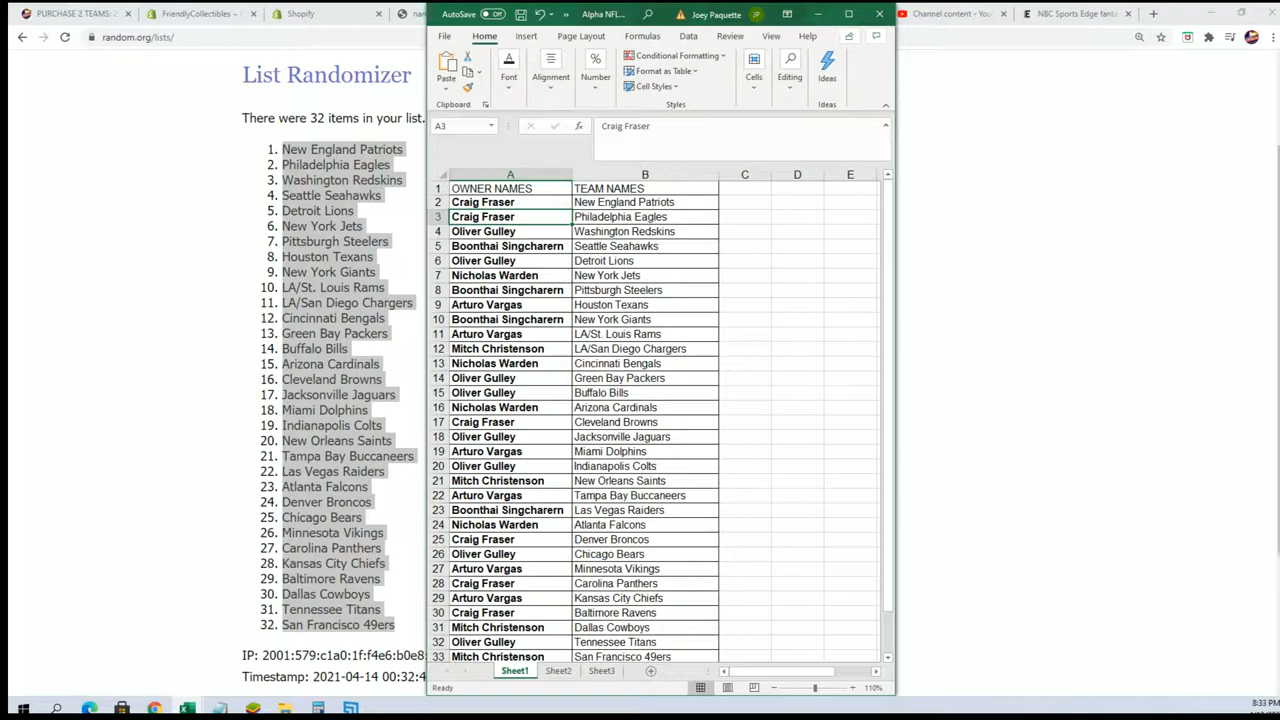 PURCHASE 2 TEAMS: 2
FriendlyCollectibles ~
Shopify
Channel content - You
NBC Sports Edge fanta
random.org/lists/
AutoSave Off
Alpha NFL...
Joey Paquette
JP
File Home Insert Page Layout Formulas Data Review View Help
Paste
Font
Alignment
Number
Conditional Formatting
Format as Table
Cell Styles
Cells
Editing
Ideas
Clipboard
Styles
Ideas
A3
fx
Craig Fraser
List Randomizer
There were 32 items in your list.
1. New England Patriots
2. Philadelphia Eagles
3. Washington Redskins
4. Seattle Seahawks
5. Detroit Lions
6. New York Jets
7. Pittsburgh Steelers
8. Houston Texans
9. New York Giants
10. LA/St. Louis Rams
11. LA/San Diego Chargers
12. Cincinnati Bengals
13. Green Bay Packers
14. Buffalo Bills
15. Arizona Cardinals
16. Cleveland Browns
17. Jacksonville Jaguars
18. Miami Dolphins
19. Indianapolis Colts
20. New Orleans Saints
21. Tampa Bay Buccaneers
22. Las Vegas Raiders
23. Atlanta Falcons
24. Denver Broncos
25. Chicago Bears
26. Minnesota Vikings
27. Carolina Panthers
28. Kansas City Chiefs
29. Baltimore Ravens
30. Dallas Cowboys
31. Tennessee Titans
32. San Francisco 49ers
IP: 2001:579:c1a0:1f:f4e6:b0e8:
Timestamp: 2021-04-14 00:32:4
A B C D E
1 OWNER NAMES TEAM NAMES
2 Craig Fraser New England Patriots
3 Craig Fraser Philadelphia Eagles
4 Oliver Gulley Washington Redskins
5 Boonthai Singcharern Seattle Seahawks
6 Oliver Gulley Detroit Lions
7 Nicholas Warden New York Jets
8 Boonthai Singcharern Pittsburgh Steelers
9 Arturo Vargas Houston Texans
10 Boonthai Singcharern New York Giants
11 Arturo Vargas LA/St. Louis Rams
12 Mitch Christenson LA/San Diego Chargers
13 Nicholas Warden Cincinnati Bengals
14 Oliver Gulley Green Bay Packers
15 Oliver Gulley Buffalo Bills
16 Nicholas Warden Arizona Cardinals
17 Craig Fraser Cleveland Browns
18 Oliver Gulley Jacksonville Jaguars
19 Arturo Vargas Miami Dolphins
20 Oliver Gulley Indianapolis Colts
21 Mitch Christenson New Orleans Saints
22 Arturo Vargas Tampa Bay Buccaneers
23 Boonthai Singcharern Las Vegas Raiders
24 Nicholas Warden Atlanta Falcons
25 Craig Fraser Denver Broncos
26 Oliver Gulley Chicago Bears
27 Arturo Vargas Minnesota Vikings
28 Craig Fraser Carolina Panthers
29 Arturo Vargas Kansas City Chiefs
30 Craig Fraser Baltimore Ravens
31 Mitch Christenson Dallas Cowboys
32 Oliver Gulley Tennessee Titans
33 Mitch Christenson San Francisco 49ers
Sheet1 Sheet2 Sheet3
Ready
110%
8:33 PM